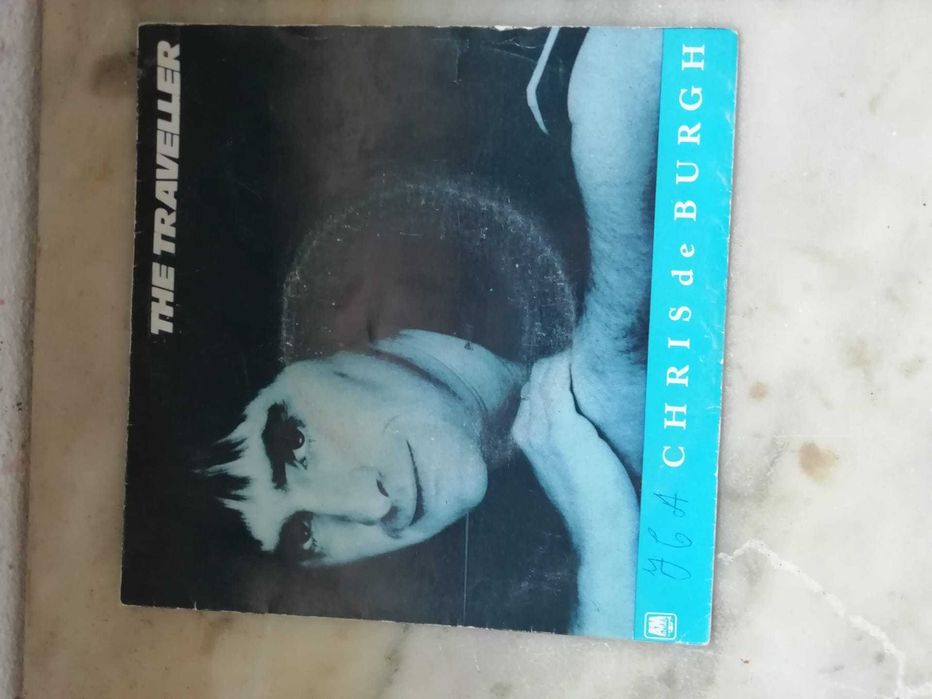 THE TRAVELLER
CHRIS de BURGH
A&M